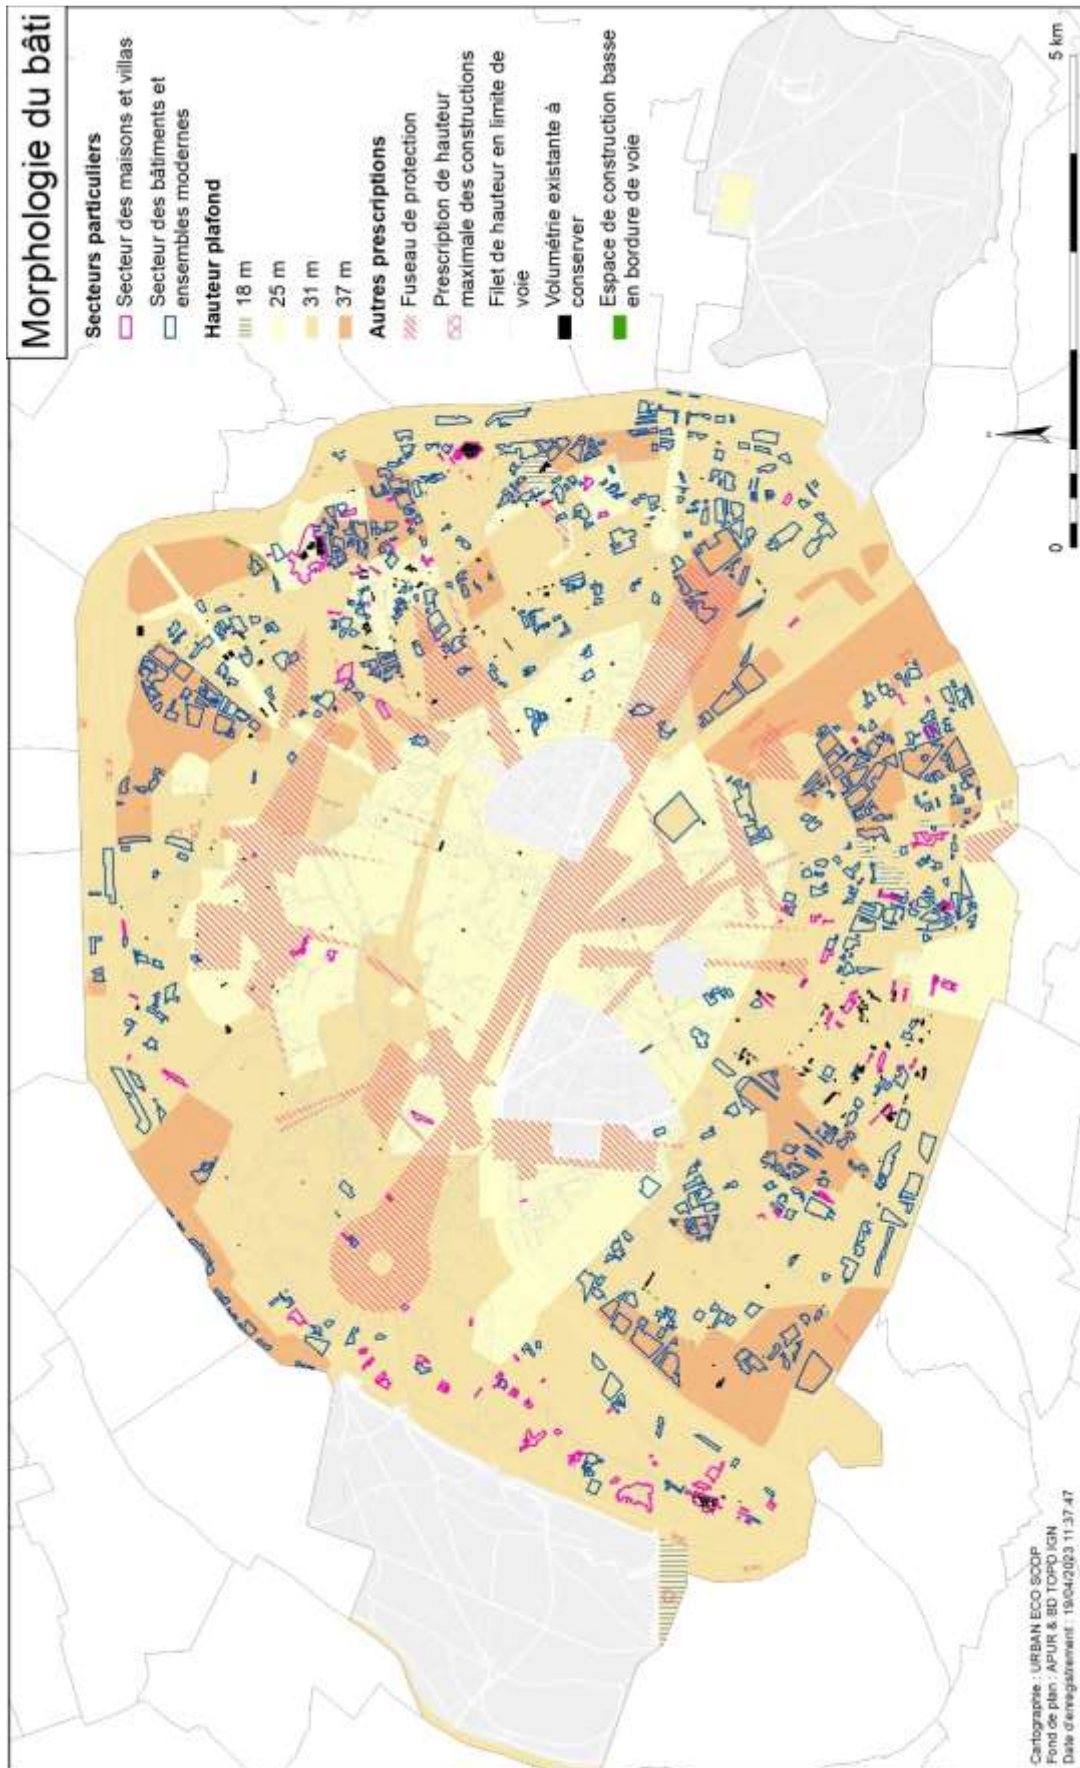 Morphologie du bâti
Secteurs particuliers
Secteur des maisons et villas
Secteur des bâtiments et
ensembles modernes
Hauteur plafond
18 m
25 m
31 m
37 m
Autres prescriptions
Fuseau de protection
Prescription de hauteur
maximale des constructions
Filet de hauteur en limite de
voie
Volumétrie existante à
conserver
Espace de construction basse
en bordure de voie
0
5 km
Cartographie : URBAN ECO SCOP
Fond de plan : APUR & BD TOPO IGN
Date d'enregistrement : 19/04/2023 11:37:47